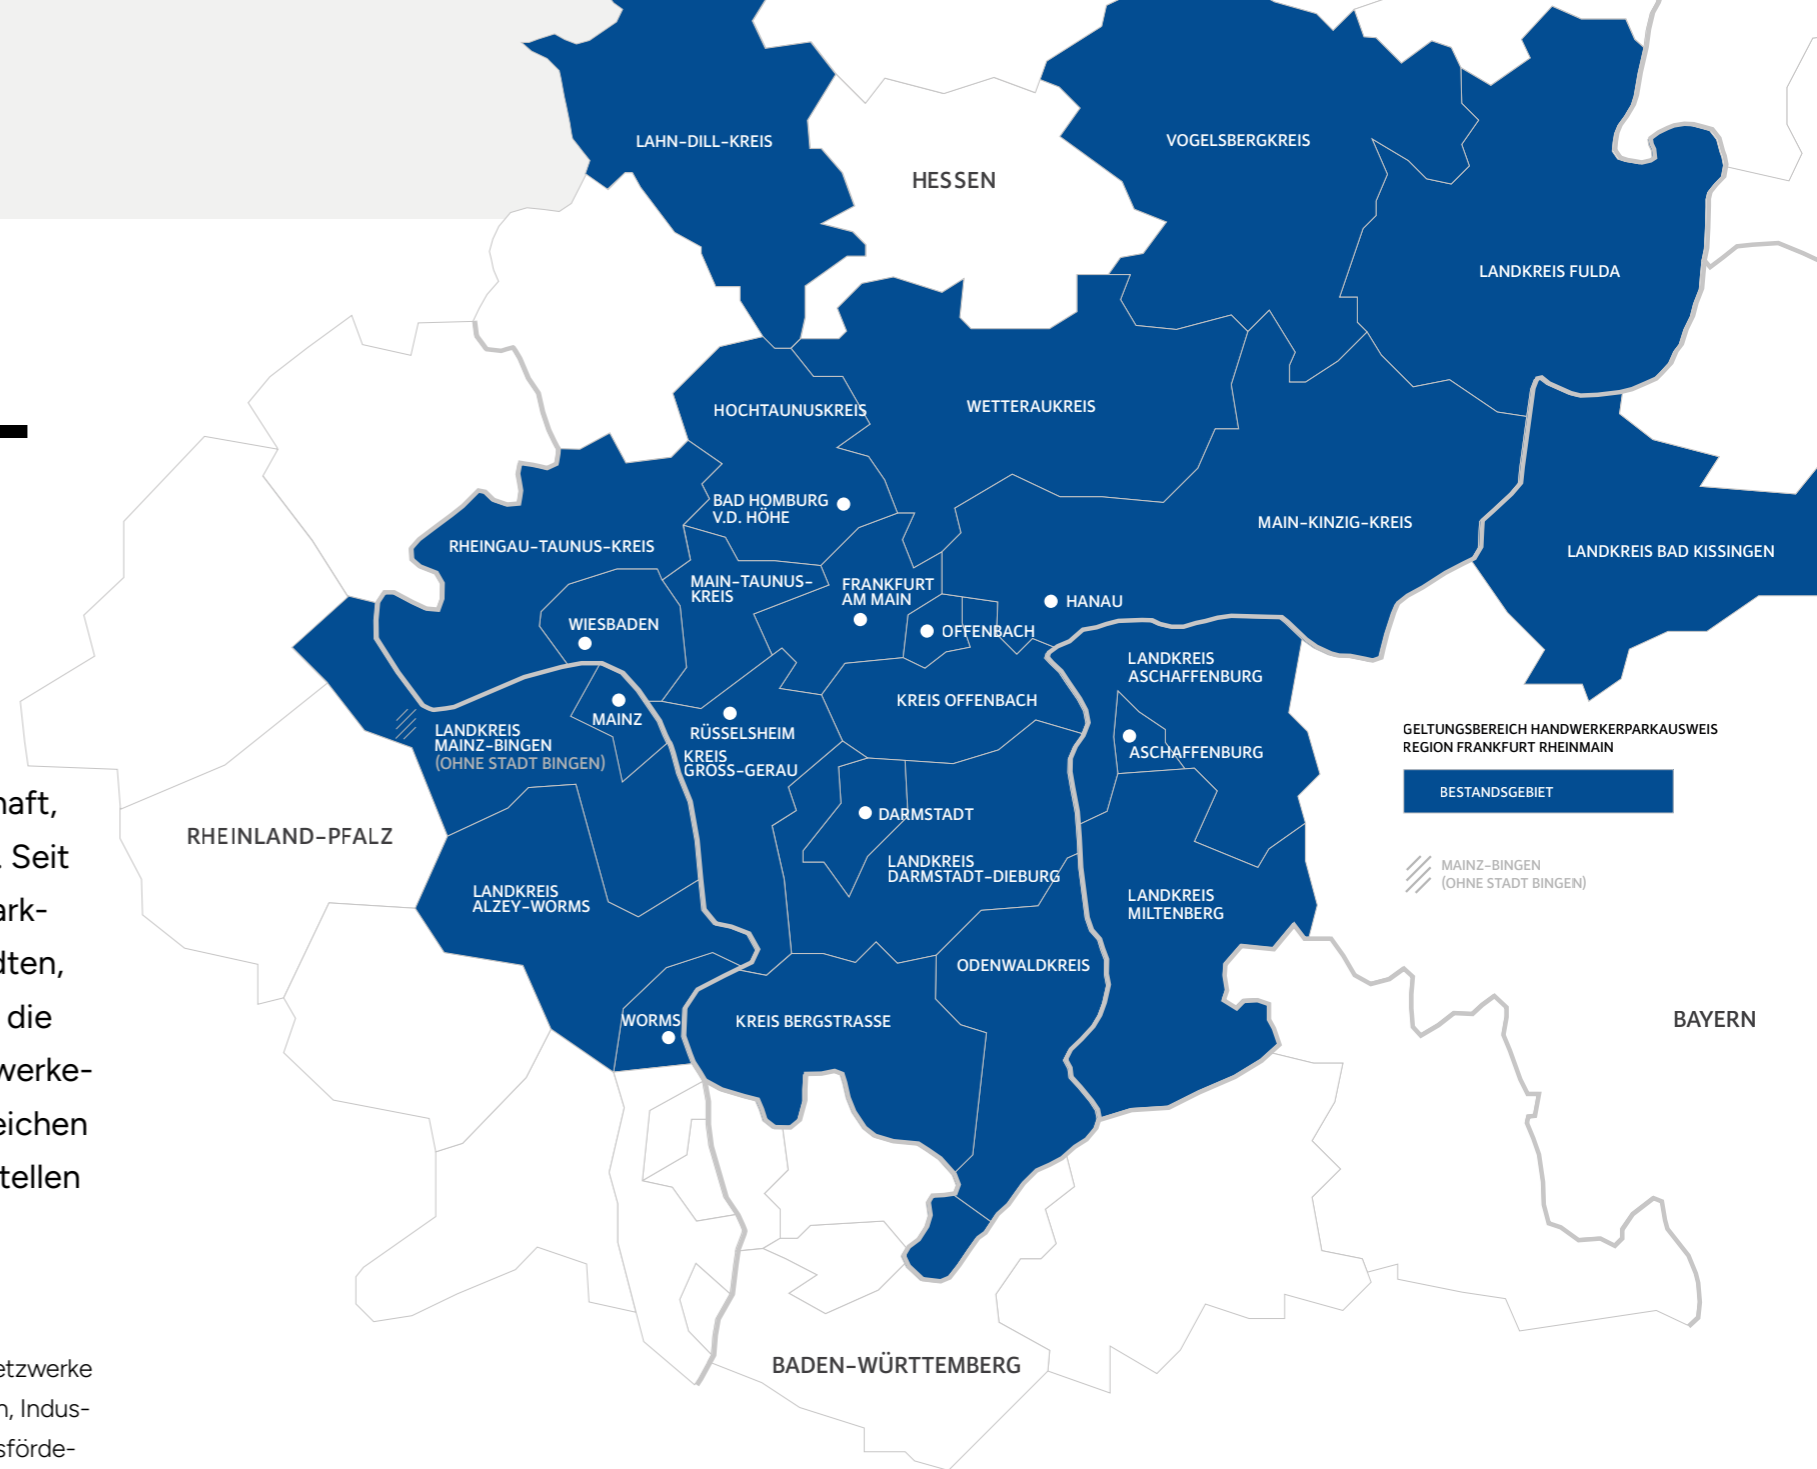 LAHN-DILL-KREIS
HESSEN
VOGELSBERGKREIS
LANDKREIS FULDA
HOCHTAUNUSKREIS
WETTERAUKREIS
BAD HOMBURG
V.D. HÖHE
MAIN-KINZIG-KREIS
LANDKREIS BAD KISSINGEN
RHEINGAU-TAUNUS-KREIS
MAIN-TAUNUS-
KREIS
FRANKFURT
AM MAIN
HANAU
WIESBADEN
OFFENBACH
LANDKREIS
ASCHAFFENBURG
KREIS OFFENBACH
MAINZ
RÜSSELSHEIM
LANDKREIS
MAINZ-BINGEN
(OHNE STADT BINGEN)
KREIS
GROSS-GERAU
ASCHAFFENBURG
GELTUNGSBEREICH HANDWERKERPARKAUSWEIS
REGION FRANKFURT RHEINMAIN
BESTANDSGEBIET
MAINZ-BINGEN
(OHNE STADT BINGEN)
RHEINLAND-PFALZ
DARMSTADT
LANDKREIS
DARMSTADT-DIEBURG
LANDKREIS
ALZEY-WORMS
LANDKREIS
MILTENBERG
ODENWALDKREIS
WORMS
KREIS BERGSTRASSE
BAYERN
BADEN-WÜRTTEMBERG
haft,
. Seit
ark-
dten,
die
werke-
eichen
tellen
etzwerke
n, Indus-
sförde-